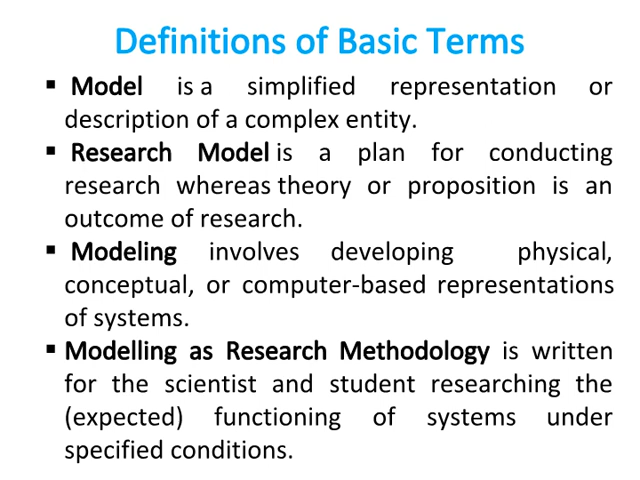 Definitions of Basic Terms
▪ Model is a simplified representation or
description of a complex entity.
▪ Research Model is a plan for conducting
research whereas theory or proposition is an
outcome of research.
▪ Modeling involves developing physical,
conceptual, or computer-based representations
of systems.
▪ Modelling as Research Methodology is written
for the scientist and student researching the
(expected) functioning of systems under
specified conditions.